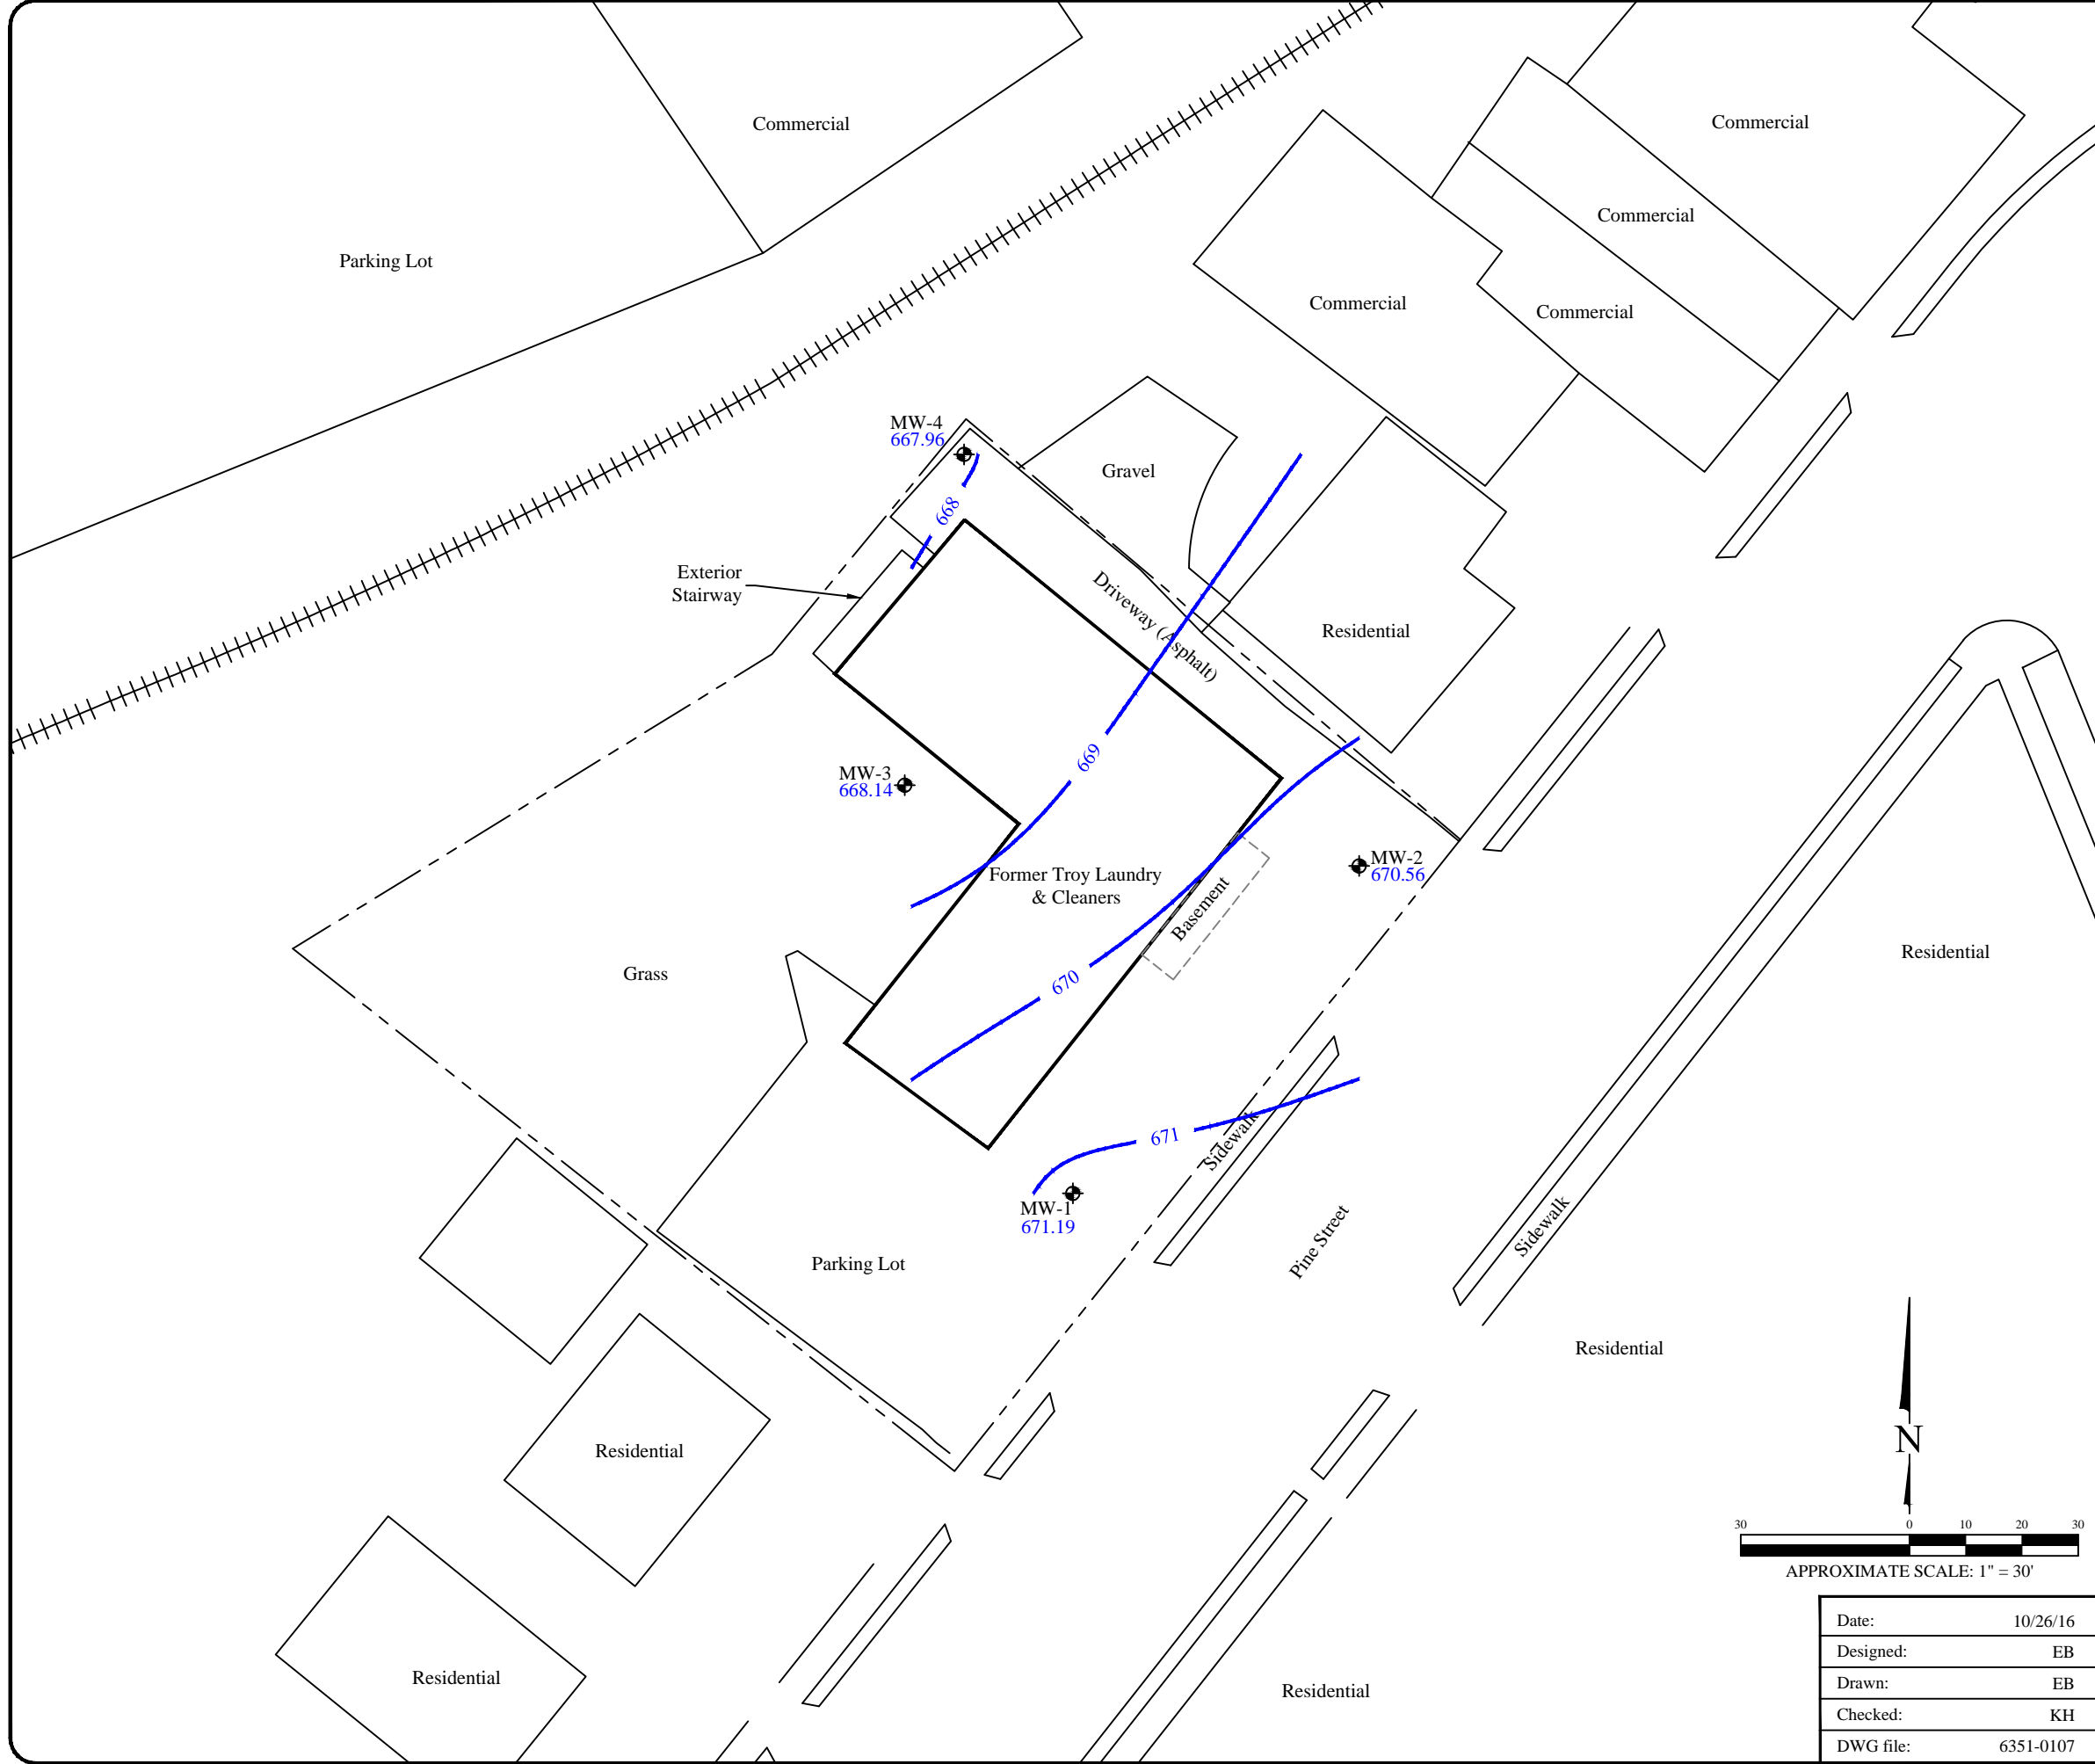 Commercial
Commercial
Parking Lot
Commercial
Commercial
Commercial
MW-4
667.96
Gravel
668
Exterior
Stairway
Driveway (Asphalt)
Residential
669
MW-3
668.14
MW-2
670.56
Former Troy Laundry
& Cleaners
Basement
Grass
670
Residential
671
Sidewalk
MW-1
671.19
Pine Street
Sidewalk
Parking Lot
Residential
Residential
N
30 0 10 20 30
APPROXIMATE SCALE: 1" = 30'
Residential
Residential
Date: 10/26/16
Designed: EB
Drawn: EB
Checked: KH
DWG file: 6351-0107